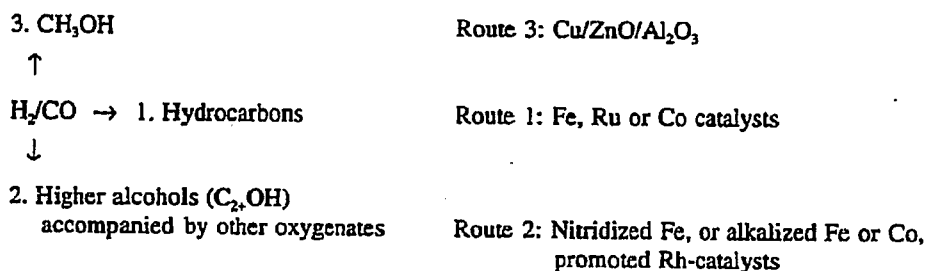 3. CH₃OH Route 3: Cu/ZnO/Al₂O₃
↑
H₂/CO → 1. Hydrocarbons Route 1: Fe, Ru or Co catalysts
↓
2. Higher alcohols (C₂₊OH)
accompanied by other oxygenates Route 2: Nitridized Fe, or alkalized Fe or Co,
promoted Rh-catalysts